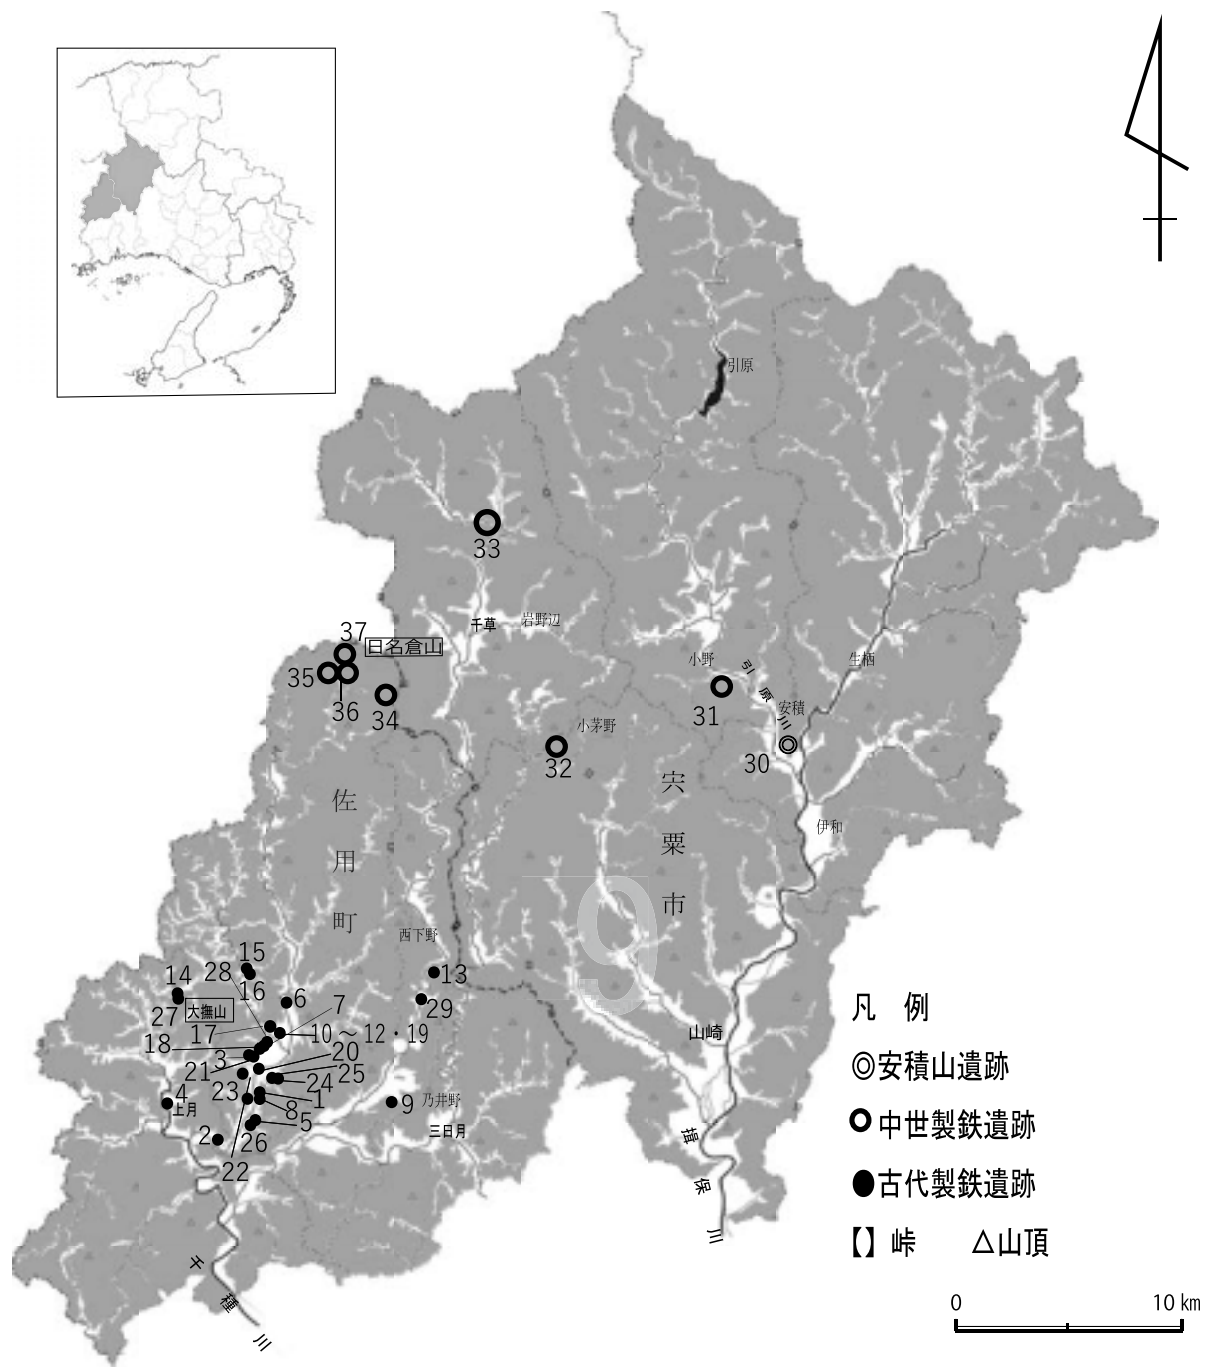 引原
33
千草
岩野辺
37
日名倉山
35
36
34
小野
引原川
生栖
31
安積
30
小茅野
32
宍粟市
佐用町
伊和
9
西下野
15
28
14
16
13
6
7
29
27
大撫山
17
10～12・19
18
3
20
21
25
23
24
4
1
上月
8
9
乃井野
5
三日月
2
26
22
山崎
揖保川
千種川
凡 例
◎安積山遺跡
○中世製鉄遺跡
●古代製鉄遺跡
【】峠 △山頂
0 10 km